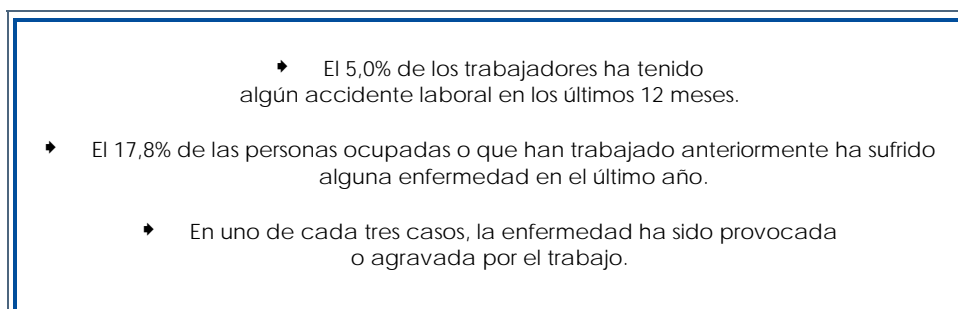 ➧ El 5,0% de los trabajadores ha tenido
algún accidente laboral en los últimos 12 meses.
➧ El 17,8% de las personas ocupadas o que han trabajado anteriormente ha sufrido
alguna enfermedad en el último año.
➧ En uno de cada tres casos, la enfermedad ha sido provocada
o agravada por el trabajo.